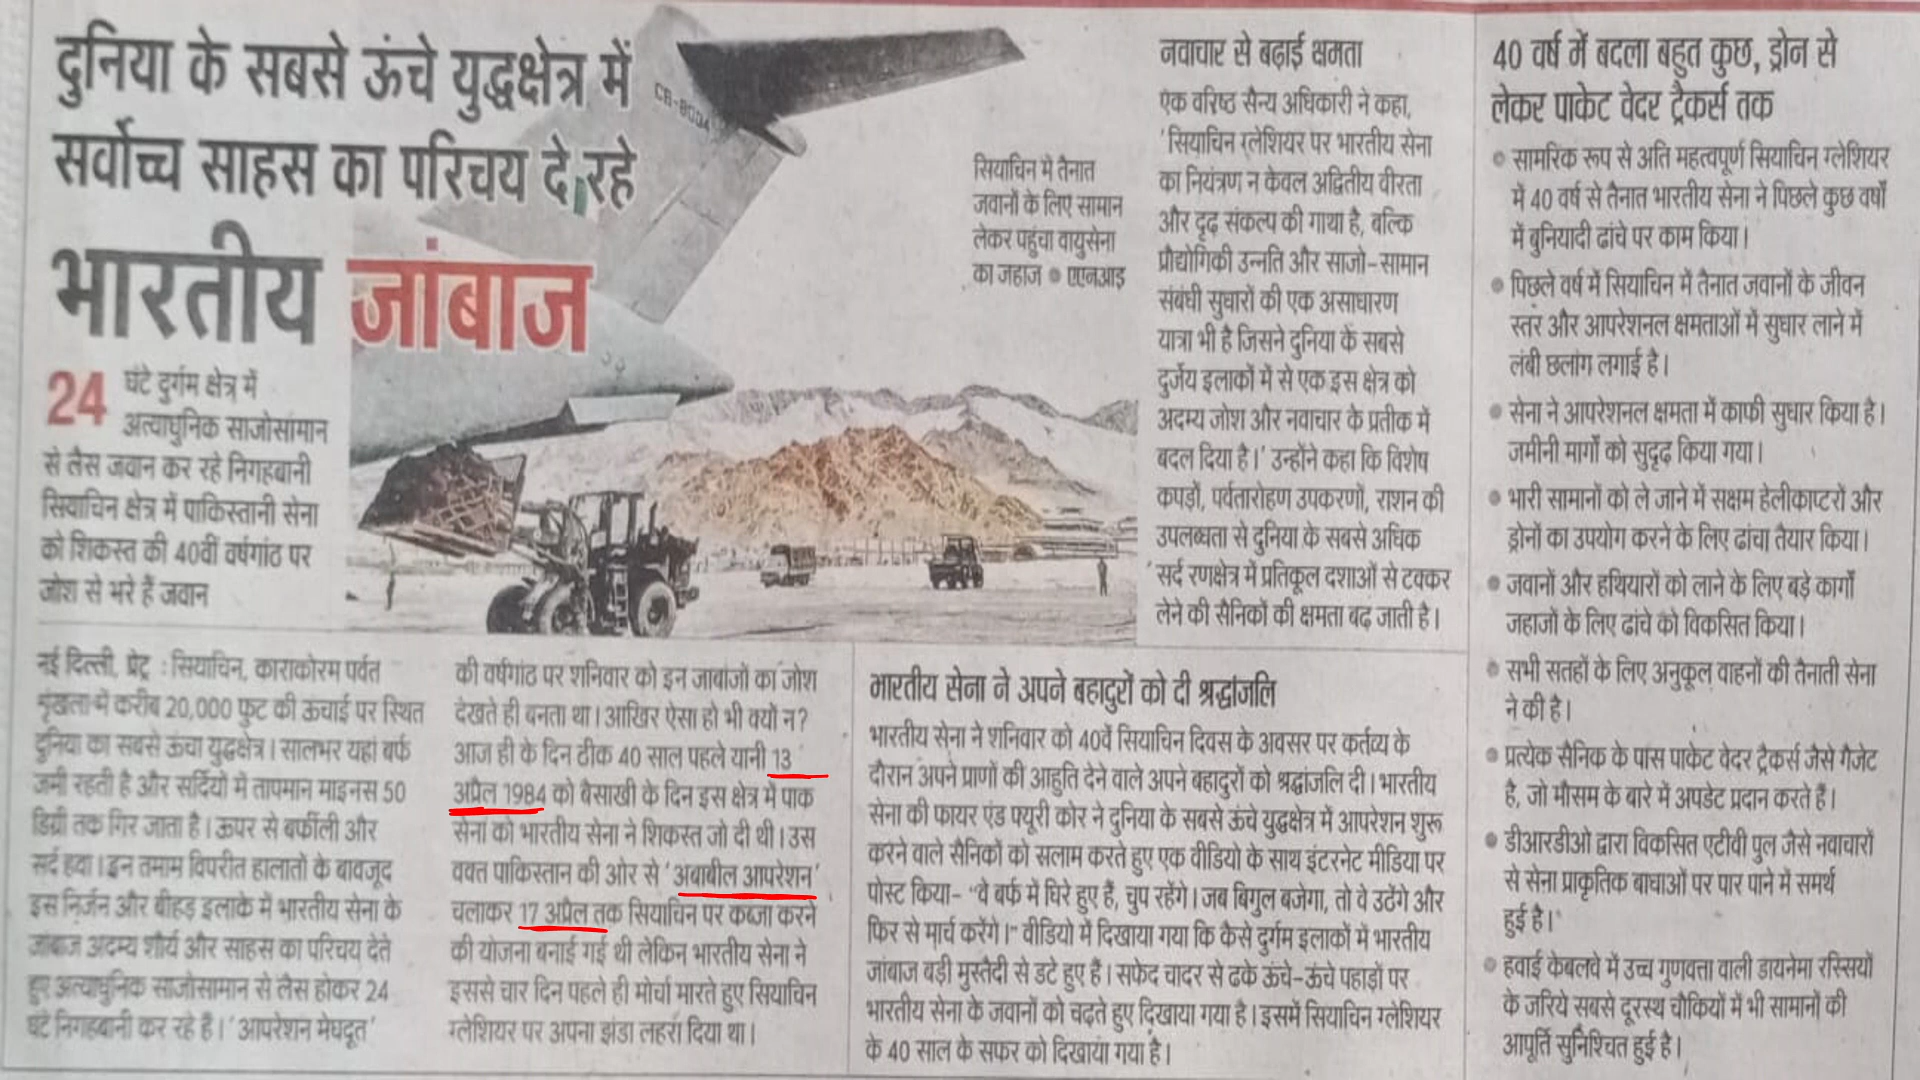 दुनिया के सबसे ऊंचे युद्धक्षेत्र में
सर्वोच्च साहस का परिचय दे रहे
भारतीय जांबाज
24 घंटे दुर्गम क्षेत्र में
अत्याधुनिक साजोसामान
से लैस जवान कर रहे निगहबानी
सियाचिन क्षेत्र में पाकिस्तानी सेना
को शिकस्त की 40वीं वर्षगांठ पर
जोश से भरे हैं जवान
CB-8004
सियाचिन में तैनात
जवानों के लिए सामान
लेकर पहुंचा वायुसेना
का जहाज ● एएनआइ
नई दिल्ली, प्रेट्र : सियाचिन, काराकोरम पर्वत
श्रृंखला में करीब 20,000 फुट की ऊंचाई पर स्थित
दुनिया का सबसे ऊंचा युद्धक्षेत्र। सालभर यहां बर्फ
जमी रहती है और सर्दियों में तापमान माइनस 50
डिग्री तक गिर जाता है। ऊपर से बर्फीली और
सर्द हवा। इन तमाम विपरीत हालातों के बावजूद
इस निर्जन और बीहड़ इलाके में भारतीय सेना के
जांबाज अदम्य शौर्य और साहस का परिचय देते
हुए अत्याधुनिक साजोसामान से लैस होकर 24
घंटे निगहबानी कर रहे हैं। 'आपरेशन मेघदूत'
की वर्षगांठ पर शनिवार को इन जांबाजों का जोश
देखते ही बनता था। आखिर ऐसा हो भी क्यों न?
आज ही के दिन ठीक 40 साल पहले यानी 13
अप्रैल 1984 को बैसाखी के दिन इस क्षेत्र में पाक
सेना को भारतीय सेना ने शिकस्त जो दी थी। उस
वक्त पाकिस्तान की ओर से 'अबाबील आपरेशन'
चलाकर 17 अप्रैल तक सियाचिन पर कब्जा करने
की योजना बनाई गई थी लेकिन भारतीय सेना ने
इससे चार दिन पहले ही मोर्चा मारते हुए सियाचिन
ग्लेशियर पर अपना झंडा लहरा दिया था।
नवाचार से बढ़ाई क्षमता
एक वरिष्ठ सैन्य अधिकारी ने कहा,
'सियाचिन ग्लेशियर पर भारतीय सेना
का नियंत्रण न केवल अद्वितीय वीरता
और दृढ़ संकल्प की गाथा है, बल्कि
प्रौद्योगिकी उन्नति और साजो-सामान
संबंधी सुधारों की एक असाधारण
यात्रा भी है जिसने दुनिया के सबसे
दुर्जेय इलाकों में से एक इस क्षेत्र को
अदम्य जोश और नवाचार के प्रतीक में
बदल दिया है।' उन्होंने कहा कि विशेष
कपड़ों, पर्वतारोहण उपकरणों, राशन की
उपलब्धता से दुनिया के सबसे अधिक
सर्द रणक्षेत्र में प्रतिकूल दशाओं से टक्कर
लेने की सैनिकों की क्षमता बढ़ जाती है।
भारतीय सेना ने अपने बहादुरों को दी श्रद्धांजलि
भारतीय सेना ने शनिवार को 40वें सियाचिन दिवस के अवसर पर कर्तव्य के
दौरान अपने प्राणों की आहुति देने वाले अपने बहादुरों को श्रद्धांजलि दी। भारतीय
सेना की फायर एंड फ्यूरी कोर ने दुनिया के सबसे ऊंचे युद्धक्षेत्र में आपरेशन शुरू
करने वाले सैनिकों को सलाम करते हुए एक वीडियो के साथ इंटरनेट मीडिया पर
पोस्ट किया- "वे बर्फ में घिरे हुए हैं, चुप रहेंगे। जब बिगुल बजेगा, तो वे उठेंगे और
फिर से मार्च करेंगे।" वीडियो में दिखाया गया कि कैसे दुर्गम इलाकों में भारतीय
जांबाज बड़ी मुस्तैदी से डटे हुए हैं। सफेद चादर से ढके ऊंचे-ऊंचे पहाड़ों पर
भारतीय सेना के जवानों को चढ़ते हुए दिखाया गया है। इसमें सियाचिन ग्लेशियर
के 40 साल के सफर को दिखाया गया है।
40 वर्ष में बदला बहुत कुछ, ड्रोन से
लेकर पाकेट वेदर ट्रैकर्स तक
● सामरिक रूप से अति महत्वपूर्ण सियाचिन ग्लेशियर
में 40 वर्ष से तैनात भारतीय सेना ने पिछले कुछ वर्षों
में बुनियादी ढांचे पर काम किया।
● पिछले वर्ष में सियाचिन में तैनात जवानों के जीवन
स्तर और आपरेशनल क्षमताओं में सुधार लाने में
लंबी छलांग लगाई है।
● सेना ने आपरेशनल क्षमता में काफी सुधार किया है।
जमीनी मार्गों को सुदृढ़ किया गया।
● भारी सामानों को ले जाने में सक्षम हेलीकाप्टरों और
ड्रोनों का उपयोग करने के लिए ढांचा तैयार किया।
● जवानों और हथियारों को लाने के लिए बड़े कार्गो
जहाजों के लिए ढांचे को विकसित किया।
● सभी सतहों के लिए अनुकूल वाहनों की तैनाती सेना
ने की है।
● प्रत्येक सैनिक के पास पाकेट वेदर ट्रैकर्स जैसे गैजेट
है, जो मौसम के बारे में अपडेट प्रदान करते हैं।
● डीआरडीओ द्वारा विकसित एटीवी पुल जैसे नवाचारों
से सेना प्राकृतिक बाधाओं पर पार पाने में समर्थ
हुई है।
● हवाई केबलवे में उच्च गुणवत्ता वाली डायनेमा रस्सियों
के जरिये सबसे दूरस्थ चौकियों में भी सामानों की
आपूर्ति सुनिश्चित हुई है।